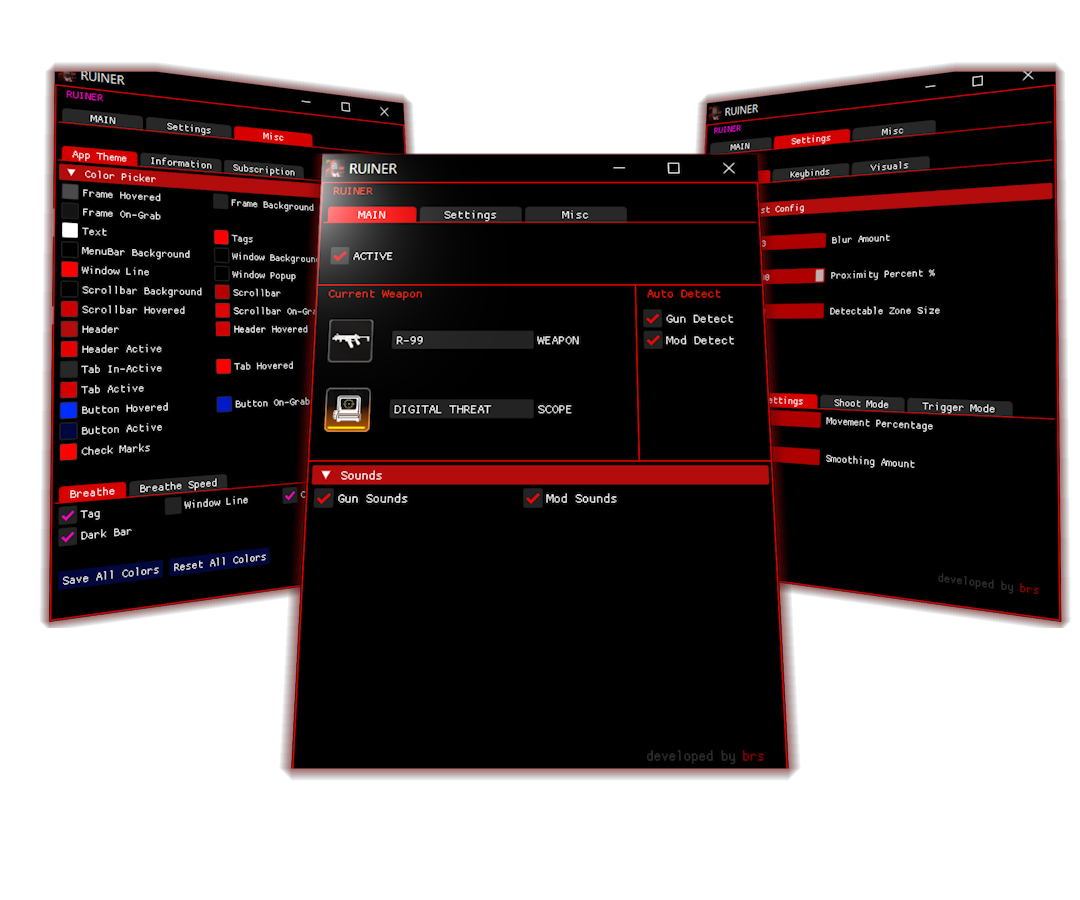 RUINER
RUINER
MAIN Settings Misc
App Theme Information Subscription
Color Picker
Frame Hovered Frame Background
Frame On-Grab
Text Tags
MenuBar Background Window Background
Window Line Window Popup
Scrollbar Background Scrollbar
Scrollbar Hovered Scrollbar On-Gra
Header Header Hovered
Header Active
Tab In-Active Tab Hovered
Tab Active
Button Hovered Button On-Grab
Button Active
Check Marks
Breathe Breathe Speed
Tag Window Line
Dark Bar
Save All Colors Reset All Colors
RUINER
RUINER
MAIN Settings Misc
ACTIVE
Current Weapon Auto Detect
R-99 WEAPON Gun Detect
Mod Detect
DIGITAL THREAT SCOPE
Sounds
Gun Sounds Mod Sounds
developed by brs
RUINER
RUINER
MAIN Settings Misc
Keybinds Visuals
st Config
Blur Amount
Proximity Percent %
Detectable Zone Size
ettings Shoot Mode Trigger Mode
Movement Percentage
Smoothing Amount
developed by brs